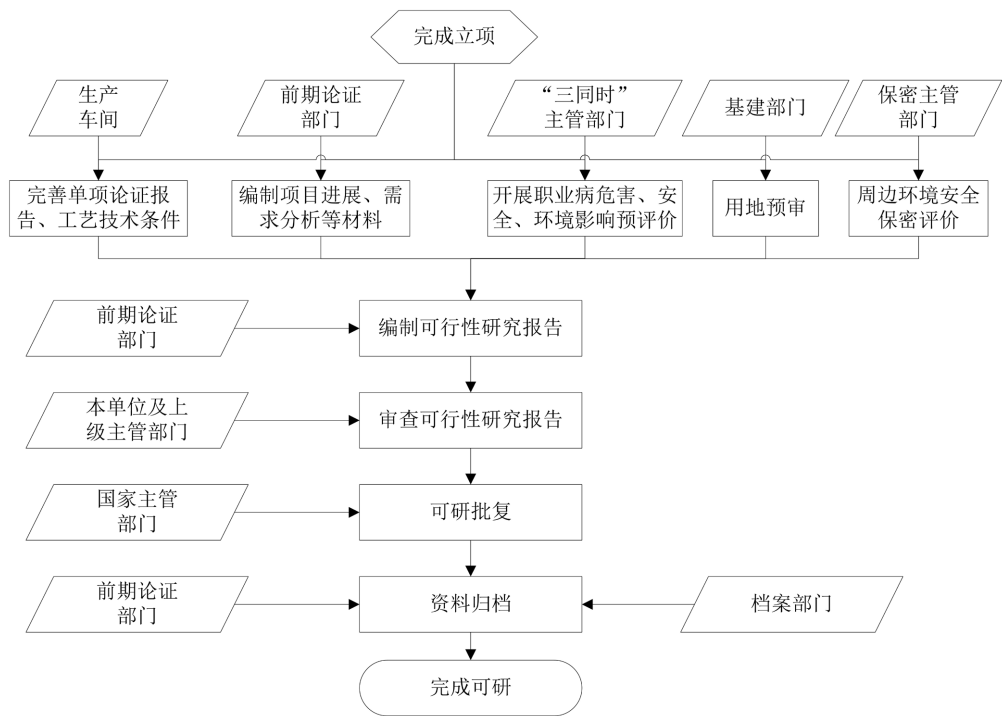 完成立项
生产
车间
前期论证
部门
“三同时”
主管部门
基建部门
保密主管
部门
完善单项论证报
告、工艺技术条件
编制项目进展、需
求分析等材料
开展职业病危害、安
全、环境影响预评价
用地预审
周边环境安全
保密评价
前期论证
部门
编制可行性研究报告
本单位及上
级主管部门
审查可行性研究报告
国家主管
部门
可研批复
前期论证
部门
资料归档
档案部门
完成可研